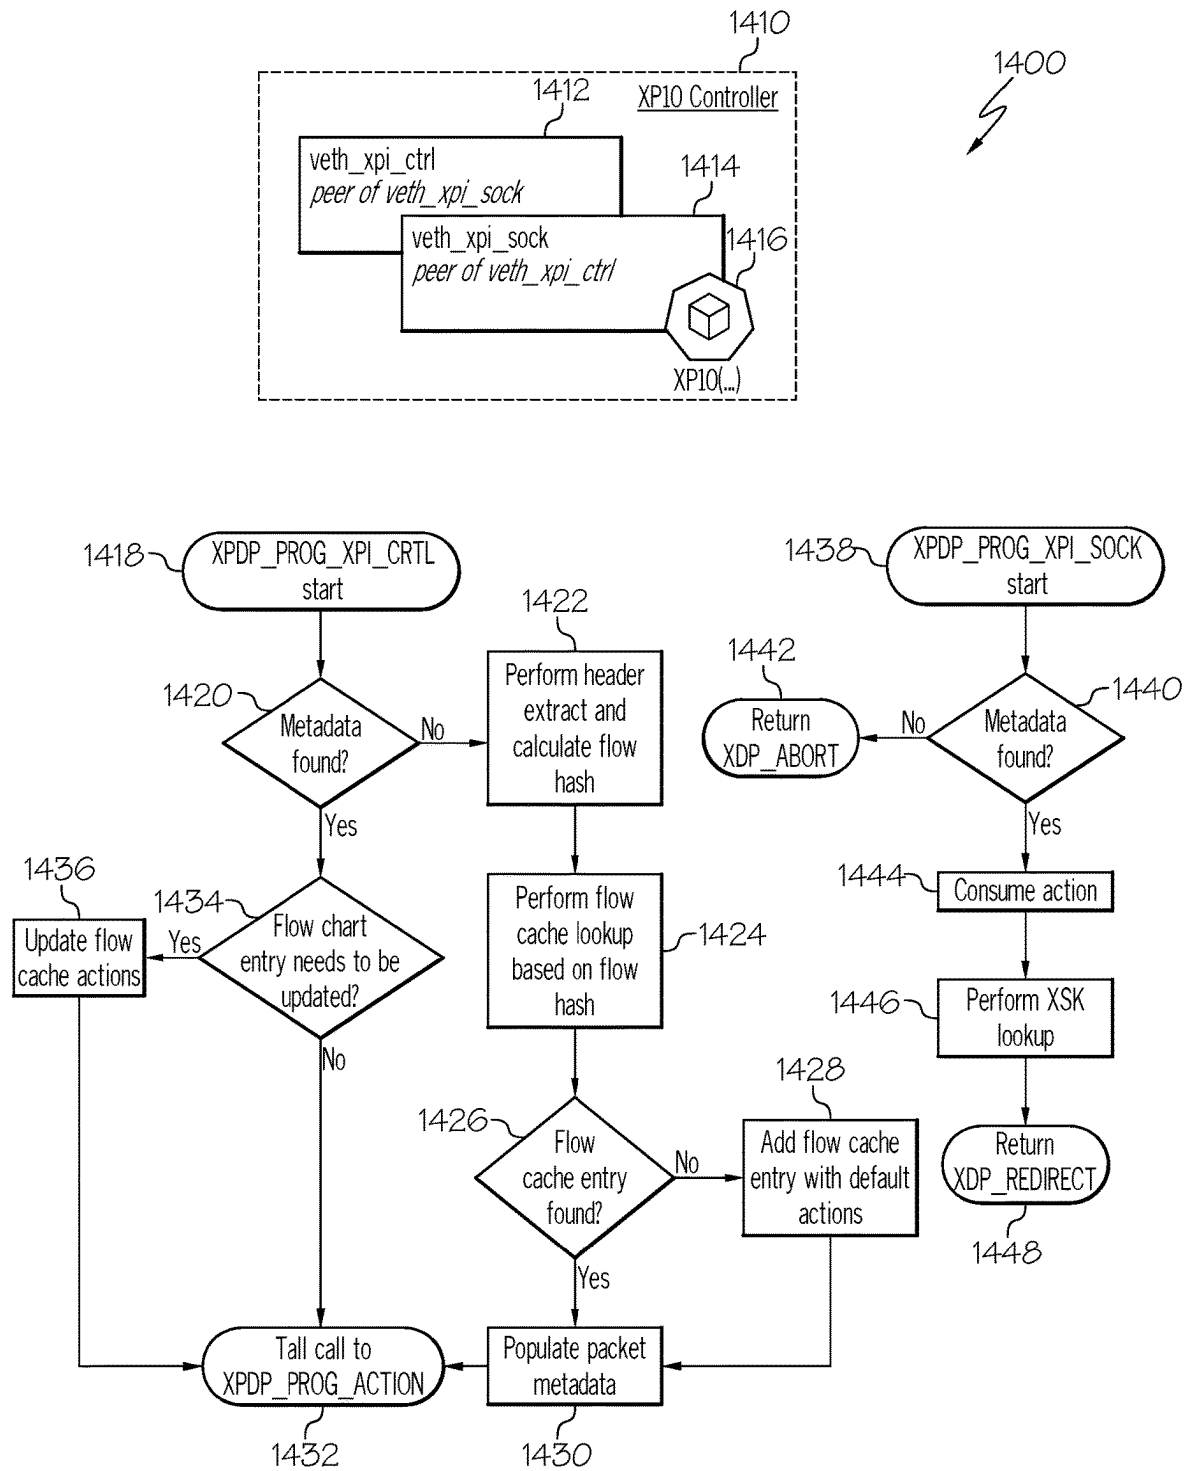 1410
1400
XP10 Controller
1412
veth_xpi_ctrl
peer of veth_xpi_sock
1414
veth_xpi_sock
peer of veth_xpi_ctrl
1416
XP10(...)
1418
XPDP_PROG_XPI_CRTL
start
1420
Metadata
found?
No
Yes
1422
Perform header
extract and
calculate flow
hash
1434
Flow chart
entry needs to be
updated?
Yes
No
1436
Update flow
cache actions
1424
Perform flow
cache lookup
based on flow
hash
1426
Flow
cache entry
found?
No
Yes
1428
Add flow cache
entry with default
actions
1430
Populate packet
metadata
1432
Tall call to
XPDP_PROG_ACTION
1438
XPDP_PROG_XPI_SOCK
start
1440
Metadata
found?
No
Yes
1442
Return
XDP_ABORT
1444
Consume action
1446
Perform XSK
lookup
Return
XDP_REDIRECT
1448